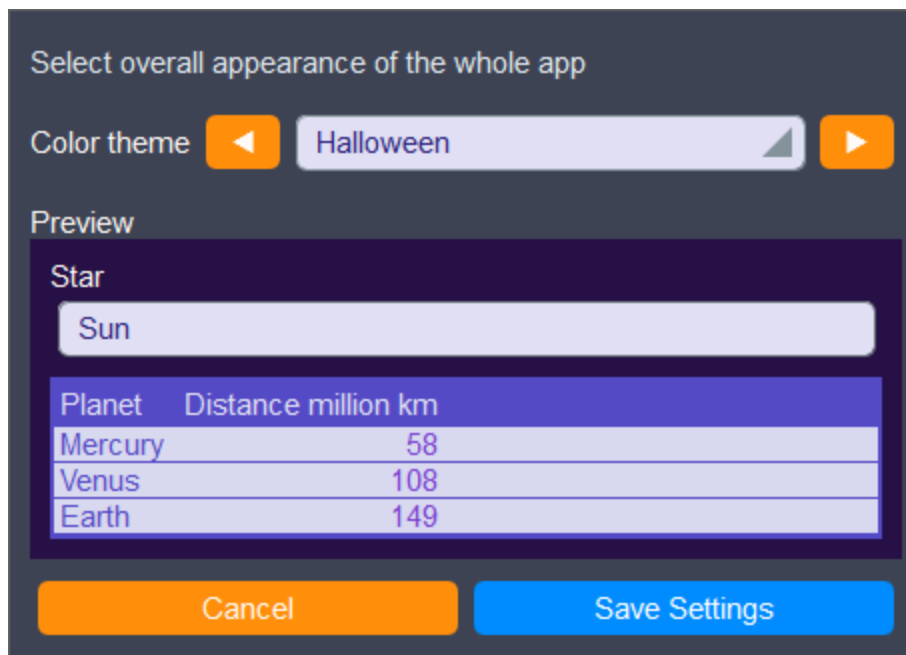 Select overall appearance of the whole app
Color theme
Halloween
Preview
Star
Sun
Planet Distance million km
Mercury 58
Venus 108
Earth 149
Cancel Save Settings